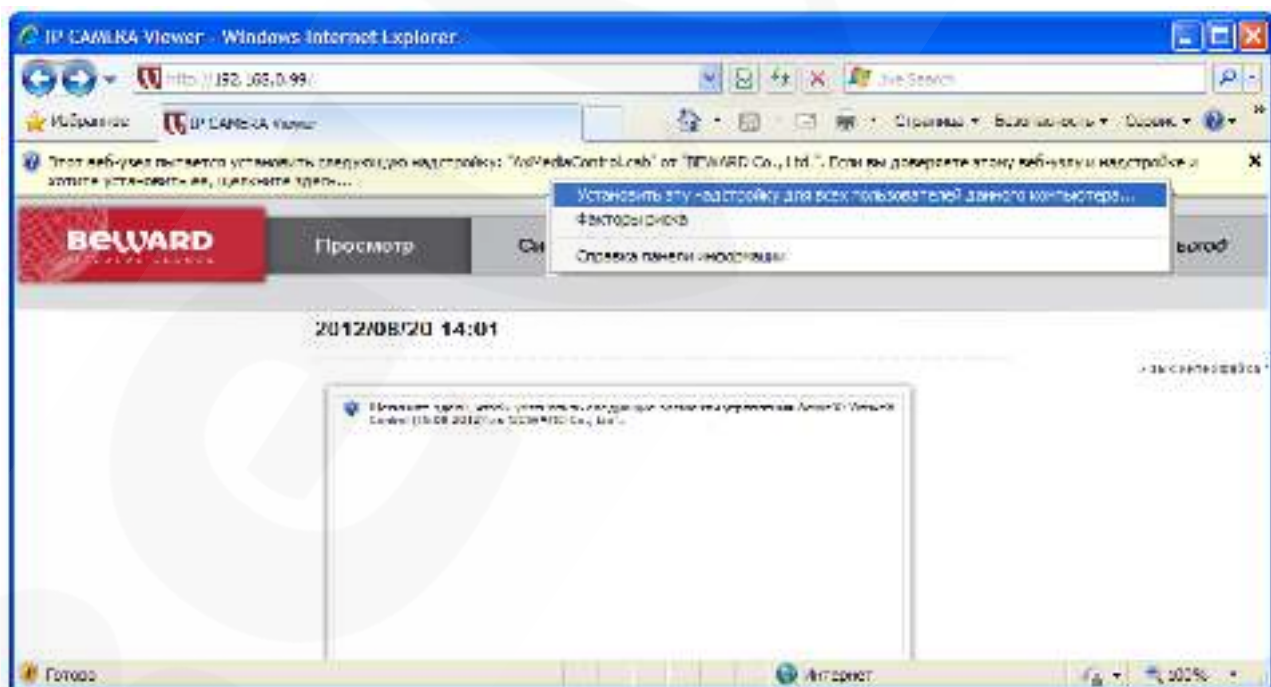 IP CAMERA Viewer - Windows Internet Explorer
http://192.168.0.99/
Live Search
Избранное
IP CAMERA Viewer
Страница
Безопасность
Сервис
Этот веб-узел пытается установить следующую надстройку: "AxMediaControl.cab" от "BEWARD Co., Ltd.". Если вы доверяете этому веб-узлу и надстройке и
хотите установить ее, щелкните здесь...
Установить эту надстройку для всех пользователей данного компьютера...
Факторы риска
Справка панели информации
BEWARD
Просмотр
2012/08/20 14:01
Готово
Интернет
100%